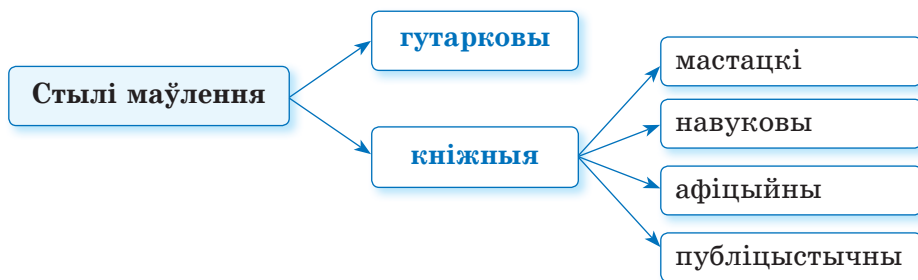 Стылі маўлення
гутарковы
кніжныя
мастацкі
навуковы
афіцыйны
публіцыстычны